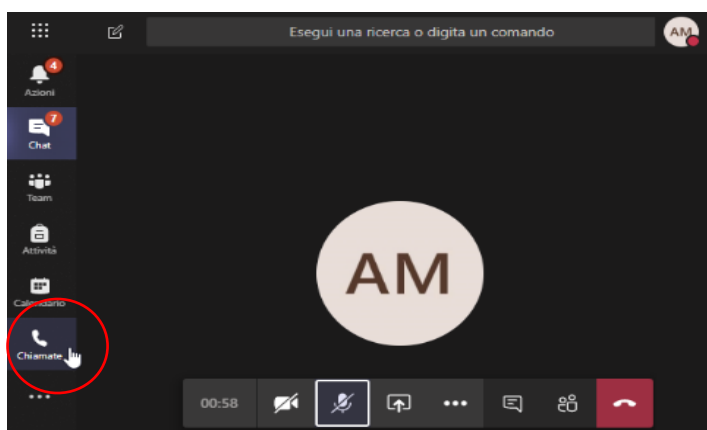 Esegui una ricerca o digita un comando
AM
4
Azioni
7
Chat
Team
Attività
Calendario
Chiamate
AM
00:58